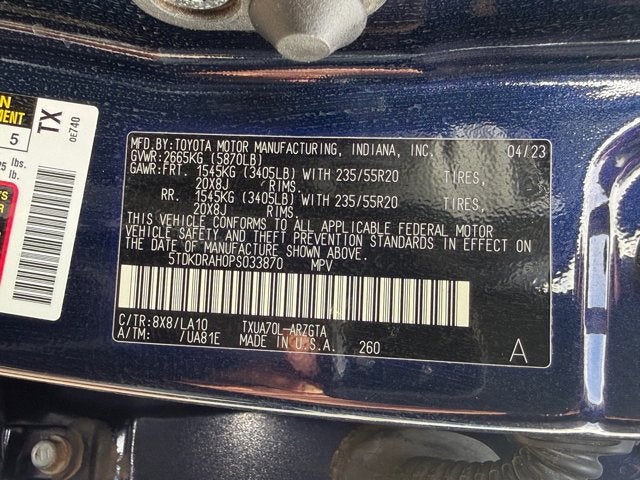 MFD.BY:TOYOTA MOTOR MANUFACTURING, INDIANA, INC. 04/23
GVWR:2665KG (5870LB)
GAWR:FRT. 1545KG (3405LB) WITH 235/55R20 TIRES,
20X8J RIMS,
RR. 1545KG (3405LB) WITH 235/55R20 TIRES,
20X8J RIMS.
THIS VEHICLE CONFORMS TO ALL APPLICABLE FEDERAL MOTOR
VEHICLE SAFETY AND THEFT PREVENTION STANDARDS IN EFFECT ON
THE DATE OF MANUFACTURE SHOWN ABOVE.
5TDKDRAH0PS033870 MPV
C/TR:8X8/LA10 TXUA70L-ARZGTA
A/TM: /UA81E MADE IN U.S.A. 260 A
TX
0E740
5
lbs.